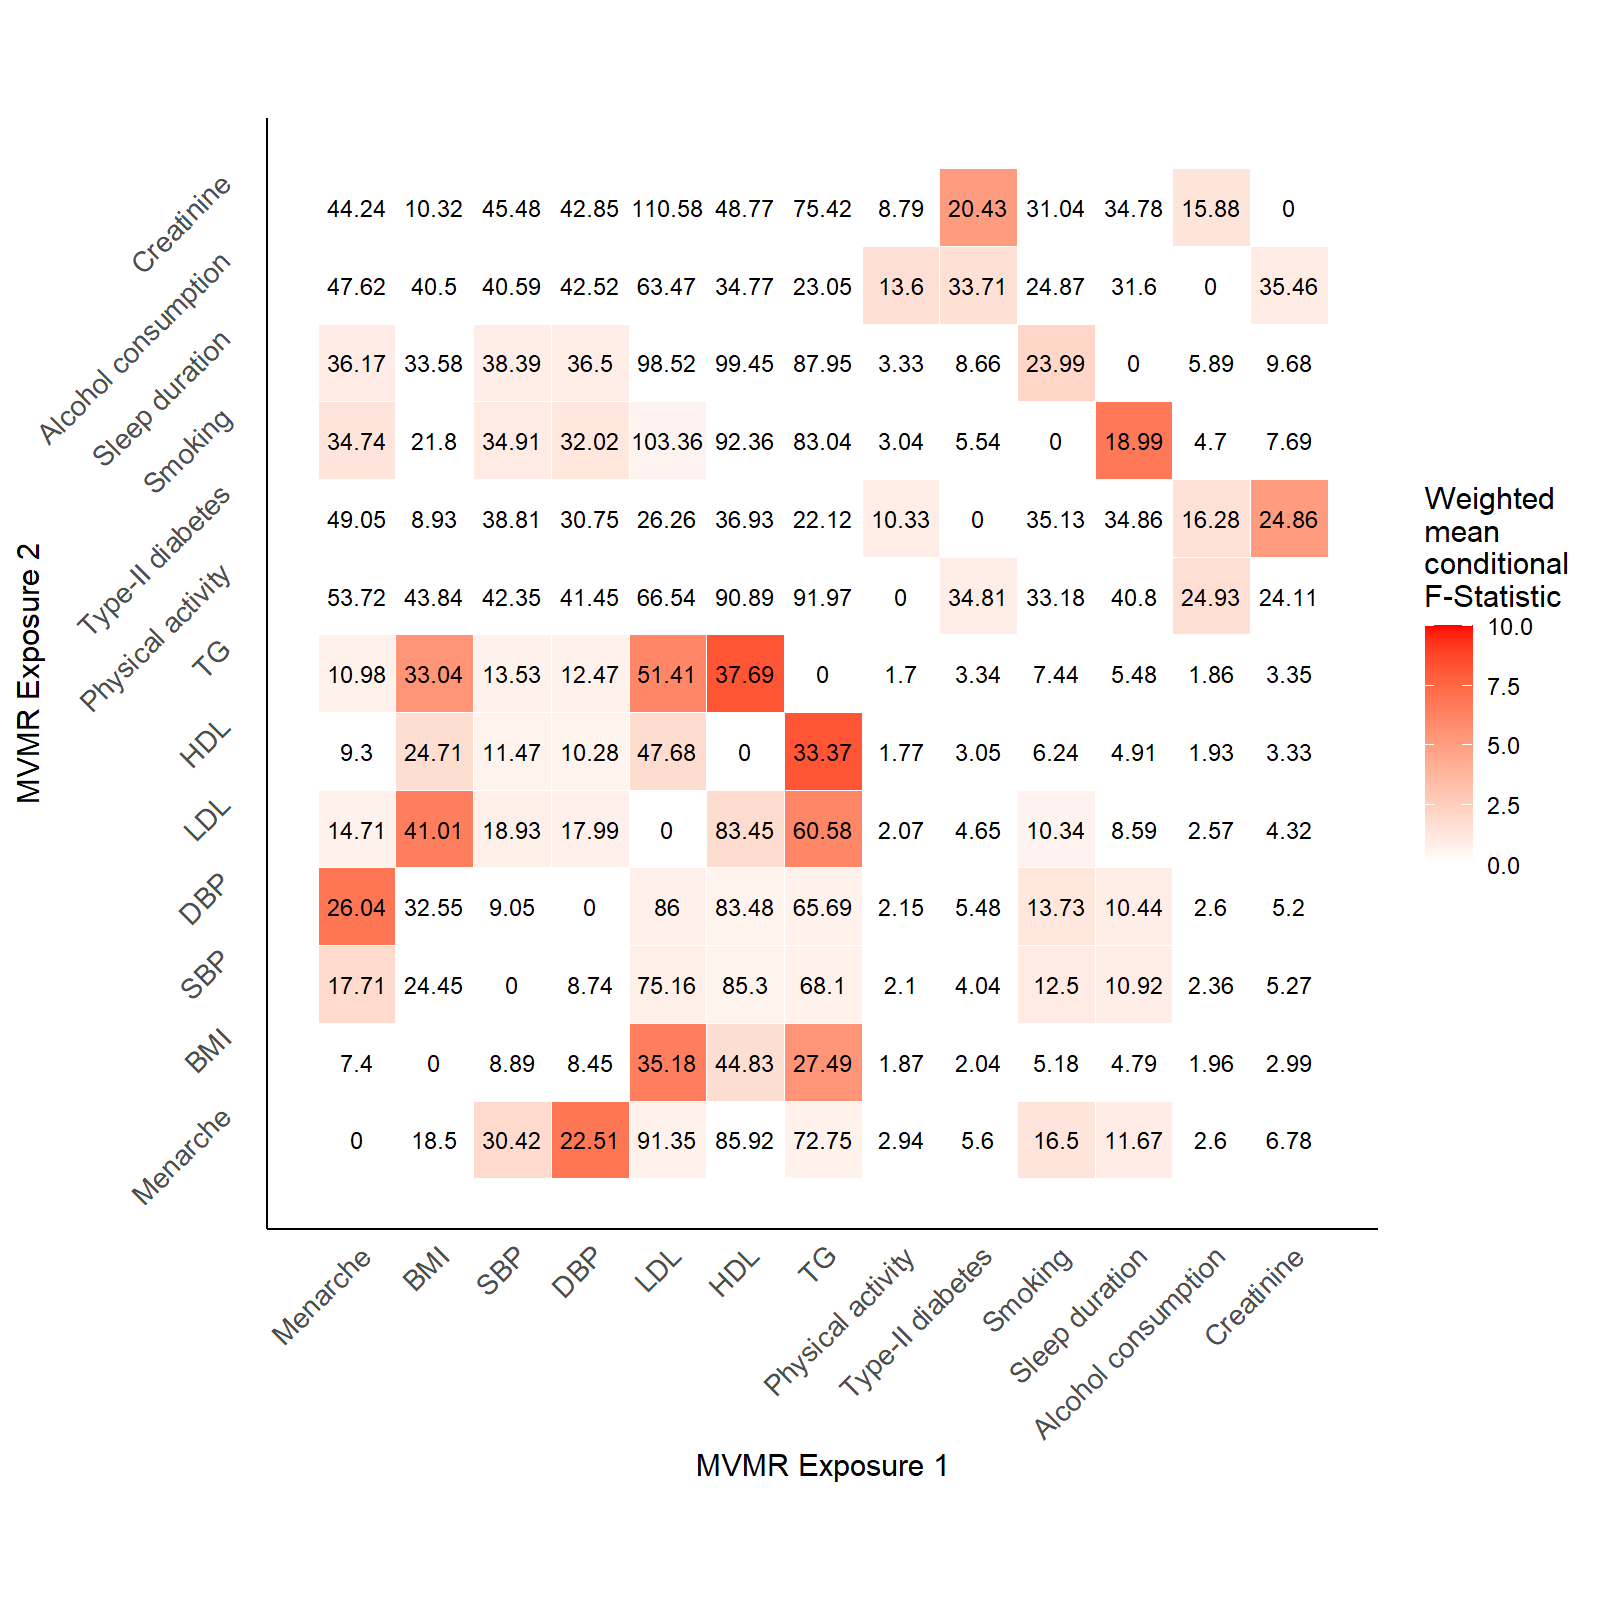 Creatinine 44.24 10.32 45.48 42.85 110.58 48.77 75.42 8.79 20.43 31.04 34.78 15.88 0
Alcohol consumption 47.62 40.5 40.59 42.52 63.47 34.77 23.05 13.6 33.71 24.87 31.6 0 35.46
Sleep duration 36.17 33.58 38.39 36.5 98.52 99.45 87.95 3.33 8.66 23.99 0 5.89 9.68
Smoking 34.74 21.8 34.91 32.02 103.36 92.36 83.04 3.04 5.54 0 18.99 4.7 7.69
Type-II diabetes 49.05 8.93 38.81 30.75 26.26 36.93 22.12 10.33 0 35.13 34.86 16.28 24.86
Physical activity 53.72 43.84 42.35 41.45 66.54 90.89 91.97 0 34.81 33.18 40.8 24.93 24.11
TG 10.98 33.04 13.53 12.47 51.41 37.69 0 1.7 3.34 7.44 5.48 1.86 3.35
HDL 9.3 24.71 11.47 10.28 47.68 0 33.37 1.77 3.05 6.24 4.91 1.93 3.33
LDL 14.71 41.01 18.93 17.99 0 83.45 60.58 2.07 4.65 10.34 8.59 2.57 4.32
DBP 26.04 32.55 9.05 0 86 83.48 65.69 2.15 5.48 13.73 10.44 2.6 5.2
SBP 17.71 24.45 0 8.74 75.16 85.3 68.1 2.1 4.04 12.5 10.92 2.36 5.27
BMI 7.4 0 8.89 8.45 35.18 44.83 27.49 1.87 2.04 5.18 4.79 1.96 2.99
Menarche 0 18.5 30.42 22.51 91.35 85.92 72.75 2.94 5.6 16.5 11.67 2.6 6.78
MVMR Exposure 2
Menarche BMI SBP DBP LDL HDL TG Physical activity Type-II diabetes Smoking Sleep duration Alcohol consumption Creatinine
MVMR Exposure 1
Weighted
mean
conditional
F-Statistic
10.0
7.5
5.0
2.5
0.0